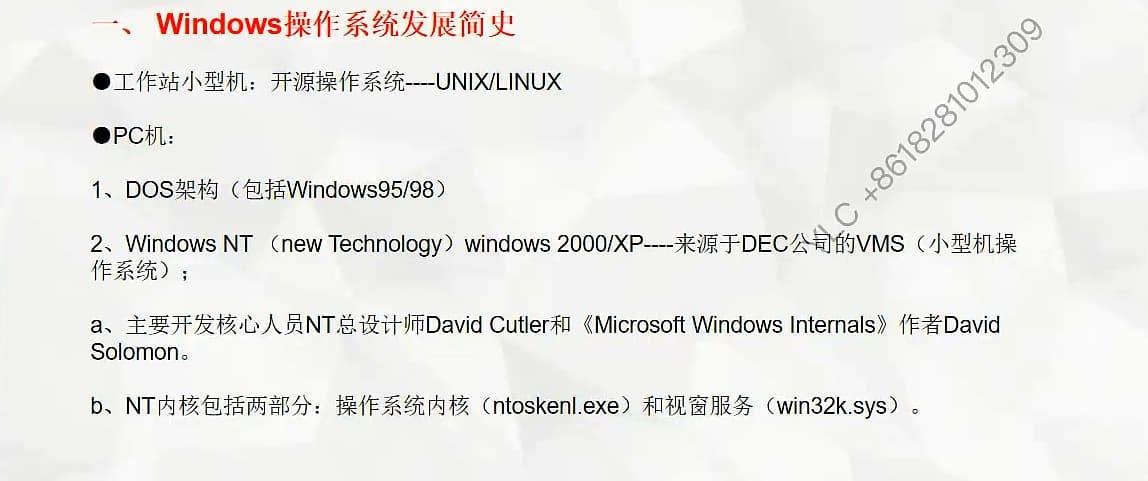 一、 Windows操作系统发展简史
●工作站小型机：开源操作系统----UNIX/LINUX
●PC机：
1、DOS架构（包括Windows95/98）
2、Windows NT （new Technology）windows 2000/XP----来源于DEC公司的VMS（小型机操
作系统）;
a、主要开发核心人员NT总设计师David Cutler和《Microsoft Windows Internals》作者David
Solomon。
b、NT内核包括两部分：操作系统内核（ntoskenl.exe）和视窗服务（win32k.sys）。
+8618281012309